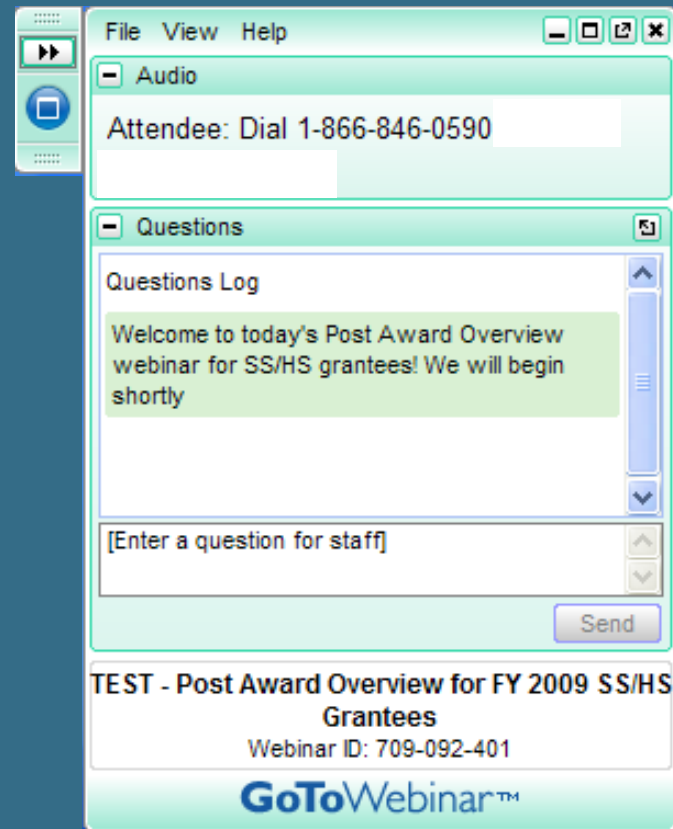 File View Help
Audio
Attendee: Dial 1-866-846-0590
Questions
Questions Log
Welcome to today's Post Award Overview
webinar for SS/HS grantees! We will begin
shortly
[Enter a question for staff]
Send
TEST - Post Award Overview for FY 2009 SS/HS
Grantees
Webinar ID: 709-092-401
GoToWebinar™